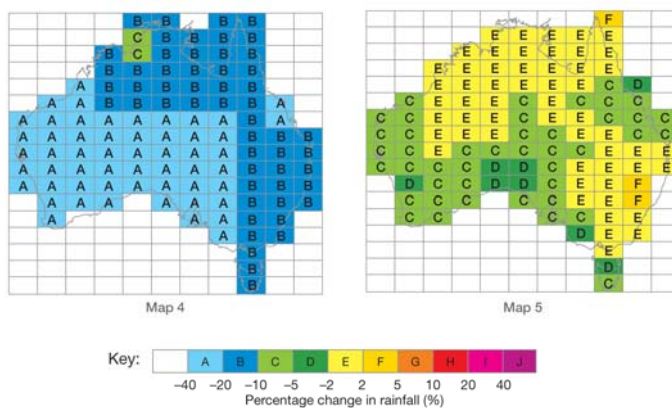 B B B
C B B B B
B C B B B B
B B B B B B
A B B B B B B
A A B B B B B B A
A A A A A A A A B A
A A A A A A A A B B B
A A A A A A A A B B B
A A A A A A A A B B B
A A A A A A A A B B B
A A A A A A B B B
A A A B B B
A B B B
B
B
B
Map 4
F
E E E E E
E E E E E E
E E E E E E E
E E E E E E C D
C E E E C E C C C
C C E E E C C E C C
C C E E E C C C C E
C C E C C C C E E E E
C C C C D D C E E E E
C D C C D D C E E F
C C C C C C E E F
C C C C E E E
D E E
E
D
C
Map 5
Key: A B C D E F G H I J
−40 −20 −10 −5 −2 2 5 10 20 40
Percentage change in rainfall (%)